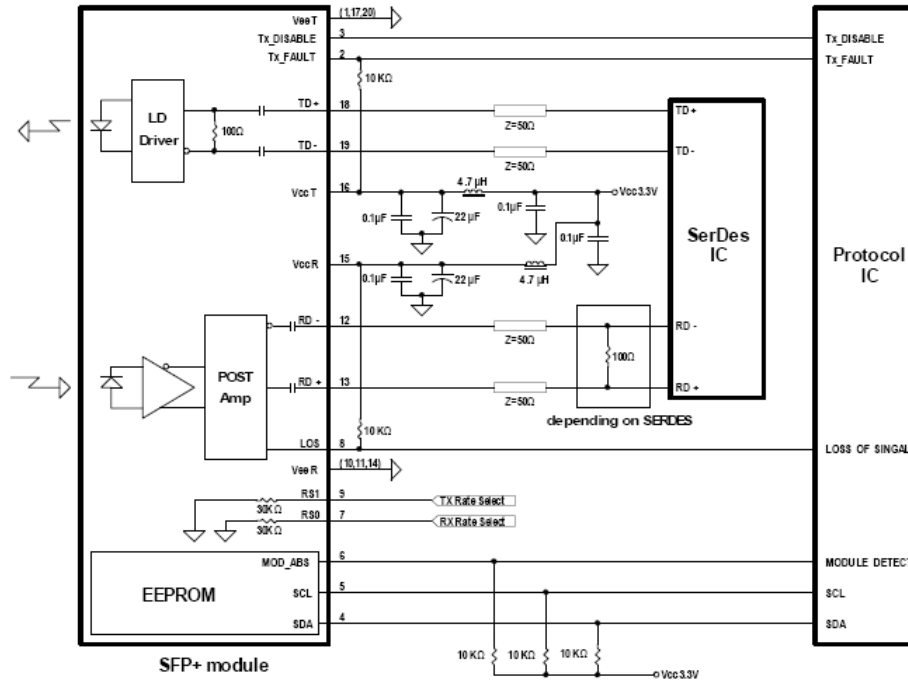 VeeT (1,17,20)
Tx_DISABLE 3 Tx_DISABLE
Tx_FAULT 2 Tx_FAULT
10 KΩ
TD+ 18 TD+
LD
Driver
100Ω
Z=50Ω
TD- 19 TD -
Z=50Ω
VccT 16
4.7 µH
Vcc3.3V
0.1µF
22 µF
0.1µF
0.1µF
SerDes
IC
Protocol
IC
VccR 15
0.1µF
22 µF
4.7 µH
RD - 12 RD -
Z=50Ω
100Ω
POST
Amp
RD + 13 RD +
Z=50Ω
depending on SERDES
10 KΩ
LOS 8 LOSS OF SINGAL
VeeR (10,11,14)
RS1 9 TX Rate Select
30KΩ
RS0 7 RX Rate Select
30KΩ
MOD_ABS 6 MODULE DETECT
EEPROM
SCL 5 SCL
SDA 4 SDA
10 KΩ 10 KΩ 10 KΩ
Vcc3.3V
SFP+ module